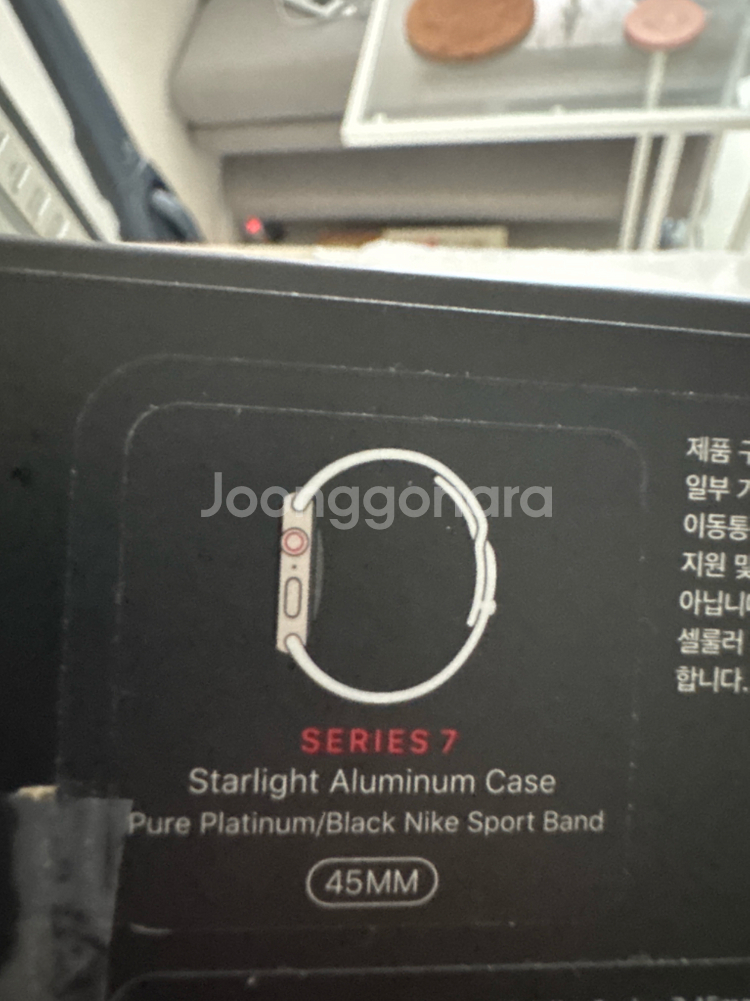 Joonggonara
제품
일부
이동통
지원 및
아닙니
셀룰러
합니다.
SERIES 7
Starlight Aluminum Case
Pure Platinum/Black Nike Sport Band
45MM